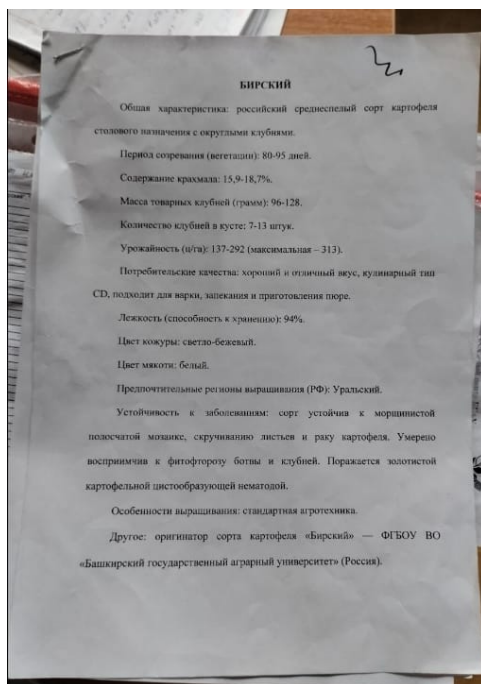 БИРСКИЙ
Общая характеристика: российский среднеспелый сорт картофеля
столового назначения с округлыми клубнями.
Период созревания (вегетации): 80-95 дней.
Содержание крахмала: 15,9-18,7%.
Масса товарных клубней (грамм): 96-128.
Количество клубней в кусте: 7-13 штук.
Урожайность (ц/га): 137-292 (максимальная – 313).
Потребительские качества: хороший и отличный вкус, кулинарный тип
CD, подходит для варки, запекания и приготовления пюре.
Лежкость (способность к хранению): 94%.
Цвет кожуры: светло-бежевый.
Цвет мякоти: белый.
Предпочтительные регионы выращивания (РФ): Уральский.
Устойчивость к заболеваниям: сорт устойчив к морщинистой
полосчатой мозаике, скручиванию листьев и раку картофеля. Умерено
восприимчив к фитофторозу ботвы и клубней. Поражается золотистой
картофельной цистообразующей нематодой.
Особенности выращивания: стандартная агротехника.
Другое: оригинатор сорта картофеля «Бирский» — ФГБОУ ВО
«Башкирский государственный аграрный университет» (Россия).